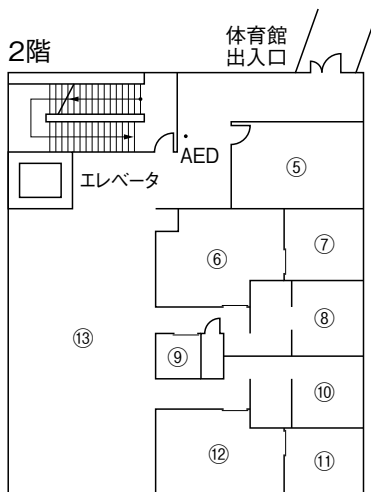 2階
体育館
出入口
AED
エレベータ
⑤
⑥
⑦
⑧
⑬
⑨
⑩
⑫
⑪